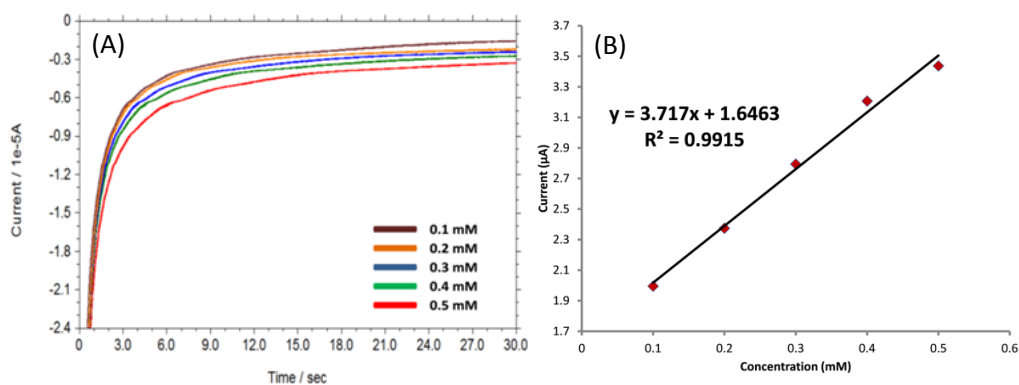 (A)
Current / 1e-5A
0
-0.3
-0.6
-0.9
-1.2
-1.5
-1.8
-2.1
-2.4
0 3.0 6.0 9.0 12.0 15.0 18.0 21.0 24.0 27.0 30.0
Time / sec
0.1 mM
0.2 mM
0.3 mM
0.4 mM
0.5 mM
(B)
Current (µA)
3.7
3.5
3.3
3.1
2.9
2.7
2.5
2.3
2.1
1.9
1.7
y = 3.717x + 1.6463
R² = 0.9915
0 0.1 0.2 0.3 0.4 0.5 0.6
Concentration (mM)